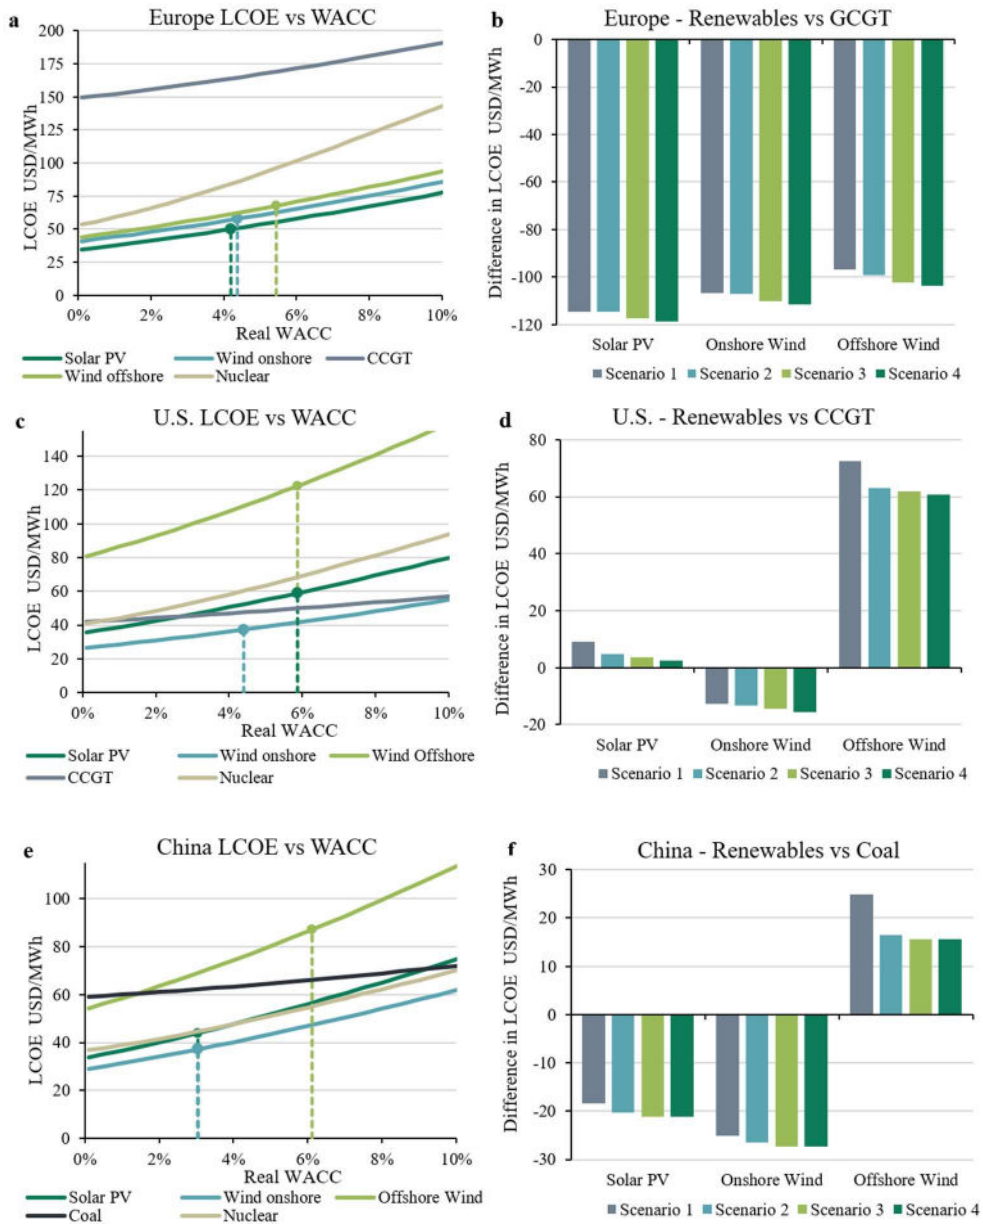 a
Europe LCOE vs WACC
LCOE USD/MWh
200
175
150
125
100
75
50
25
0
0% 2% 4% 6% 8% 10%
Real WACC
Solar PV Wind onshore CCGT
Wind offshore Nuclear
b
Europe - Renewables vs GCGT
Difference in LCOE USD/MWh
0
-20
-40
-60
-80
-100
-120
Solar PV Onshore Wind Offshore Wind
Scenario 1 Scenario 2 Scenario 3 Scenario 4
c
U.S. LCOE vs WACC
LCOE USD/MWh
140
120
100
80
60
40
20
0
0% 2% 4% 6% 8% 10%
Real WACC
Solar PV Wind onshore Wind Offshore
CCGT Nuclear
d
U.S. - Renewables vs CCGT
Difference in LCOE USD/MWh
80
60
40
20
0
-20
Solar PV Onshore Wind Offshore Wind
Scenario 1 Scenario 2 Scenario 3 Scenario 4
e
China LCOE vs WACC
LCOE USD/MWh
100
80
60
40
20
0
0% 2% 4% 6% 8% 10%
Real WACC
Solar PV Wind onshore Offshore Wind
Coal Nuclear
f
China - Renewables vs Coal
Difference in LCOE USD/MWh
30
20
10
0
-10
-20
-30
Solar PV Onshore Wind Offshore Wind
Scenario 1 Scenario 2 Scenario 3 Scenario 4